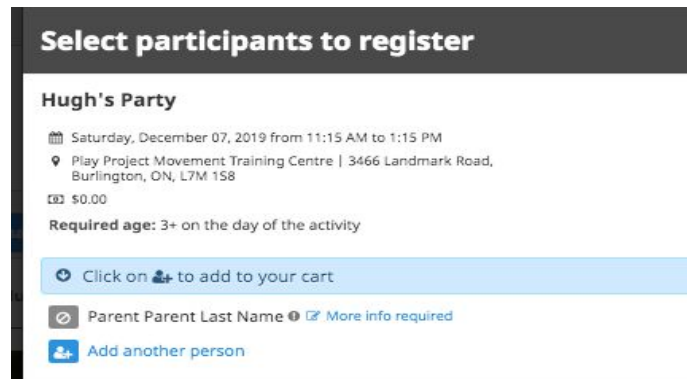 Select participants to register
Hugh's Party
Saturday, December 07, 2019 from 11:15 AM to 1:15 PM
Play Project Movement Training Centre | 3466 Landmark Road,
Burlington, ON, L7M 1S8
$0.00
Required age: 3+ on the day of the activity
Click on to add to your cart
Parent Parent Last Name More info required
Add another person